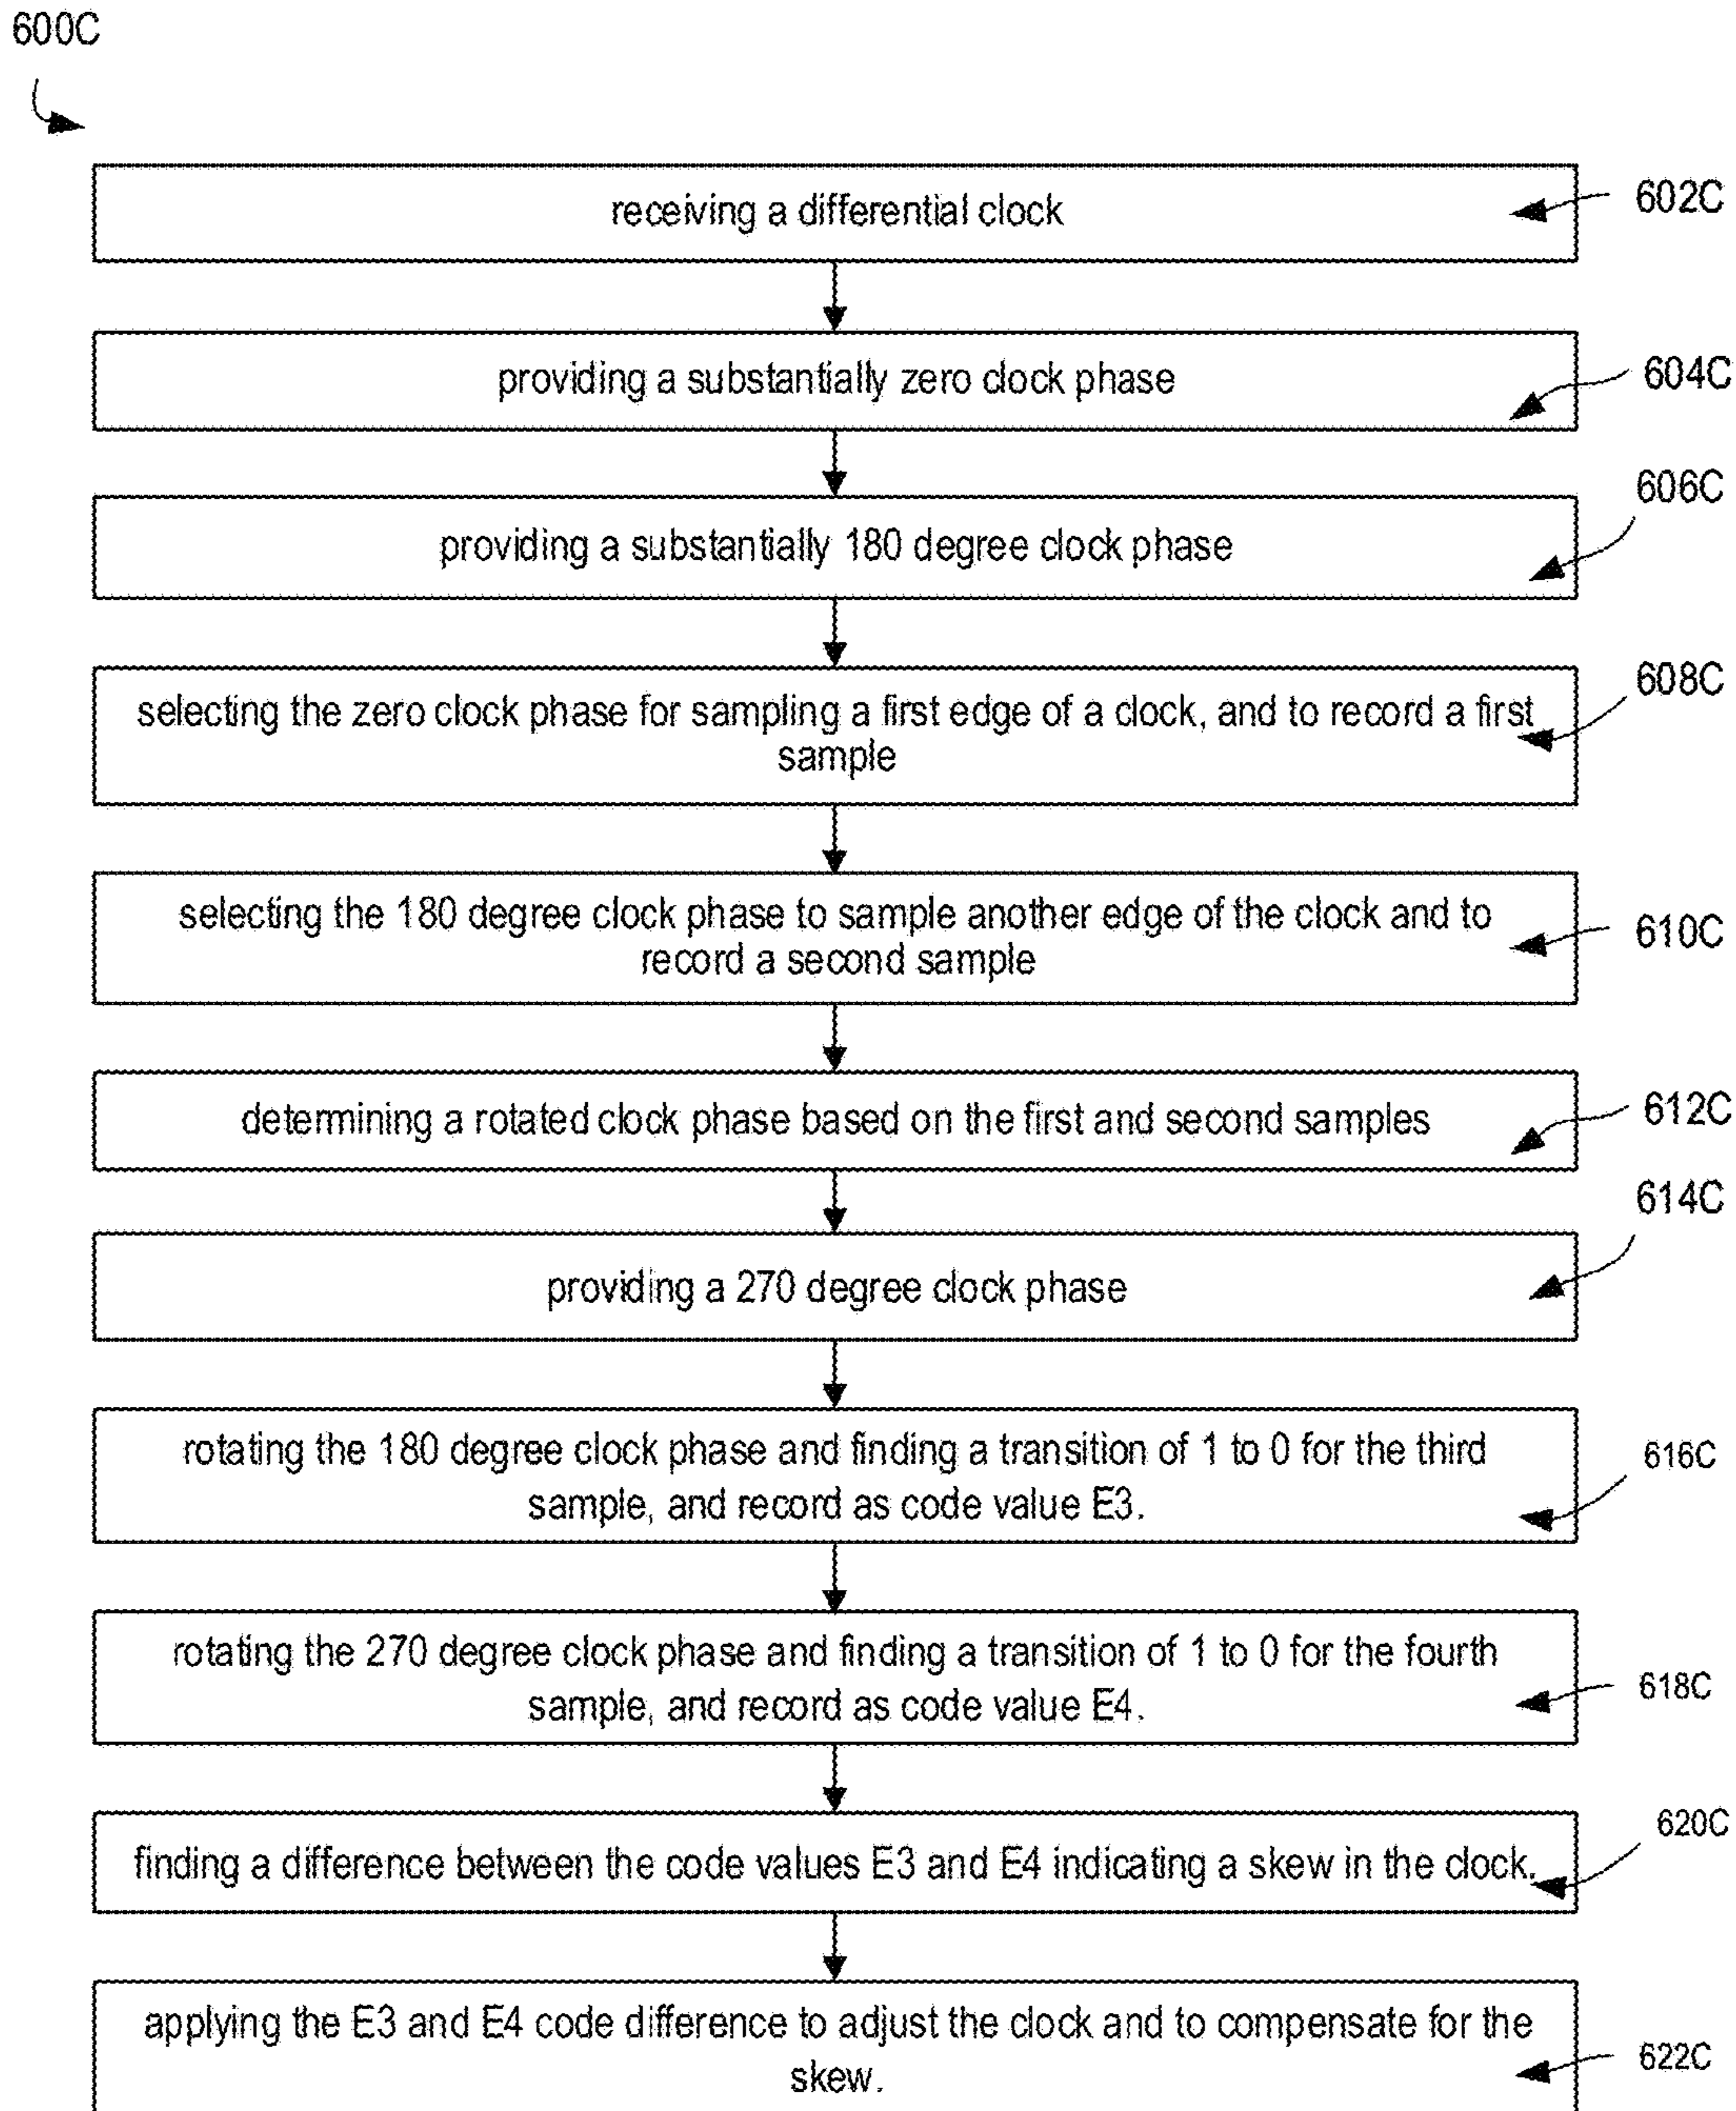 600C
receiving a differential clock
602C
providing a substantially zero clock phase
604C
606C
providing a substantially 180 degree clock phase
608C
selecting the zero clock phase for sampling a first edge of a clock, and to record a first
sample
selecting the 180 degree clock phase to sample another edge of the clock and to
record a second sample
610C
determining a rotated clock phase based on the first and second samples
612C
614C
providing a 270 degree clock phase
rotating the 180 degree clock phase and finding a transition of 1 to 0 for the third
sample, and record as code value E3.
616C
rotating the 270 degree clock phase and finding a transition of 1 to 0 for the fourth
sample, and record as code value E4.
618C
620C
finding a difference between the code values E3 and E4 indicating a skew in the clock.
applying the E3 and E4 code difference to adjust the clock and to compensate for the
skew.
622C